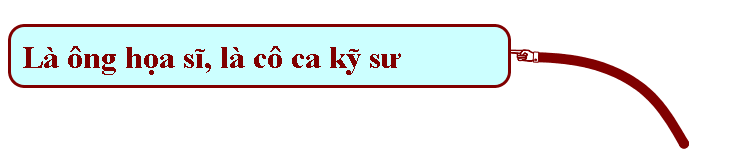 Là ông họa sĩ, là cô ca kỹ sư